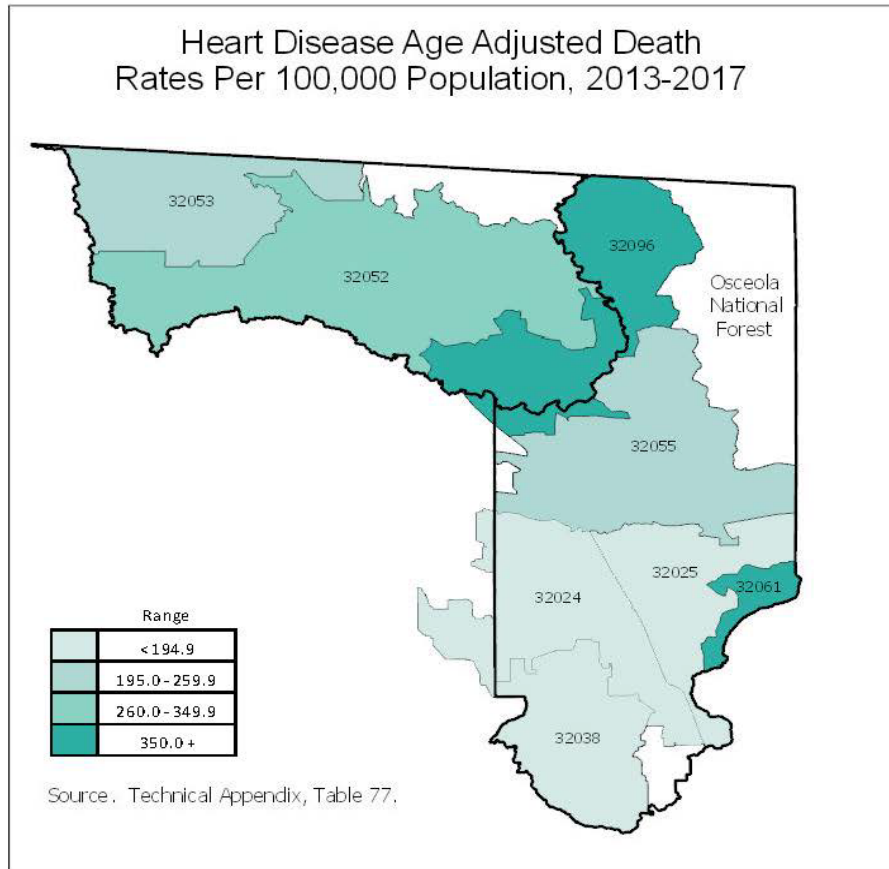 Heart Disease Age Adjusted Death
Rates Per 100,000 Population, 2013-2017
32053
32096
32052
Osceola
National
Forest
32055
32025
32061
32024
32038
Range
<194.9
195.0-259.9
260.0-349.9
350.0+
Source. Technical Appendix, Table 77.